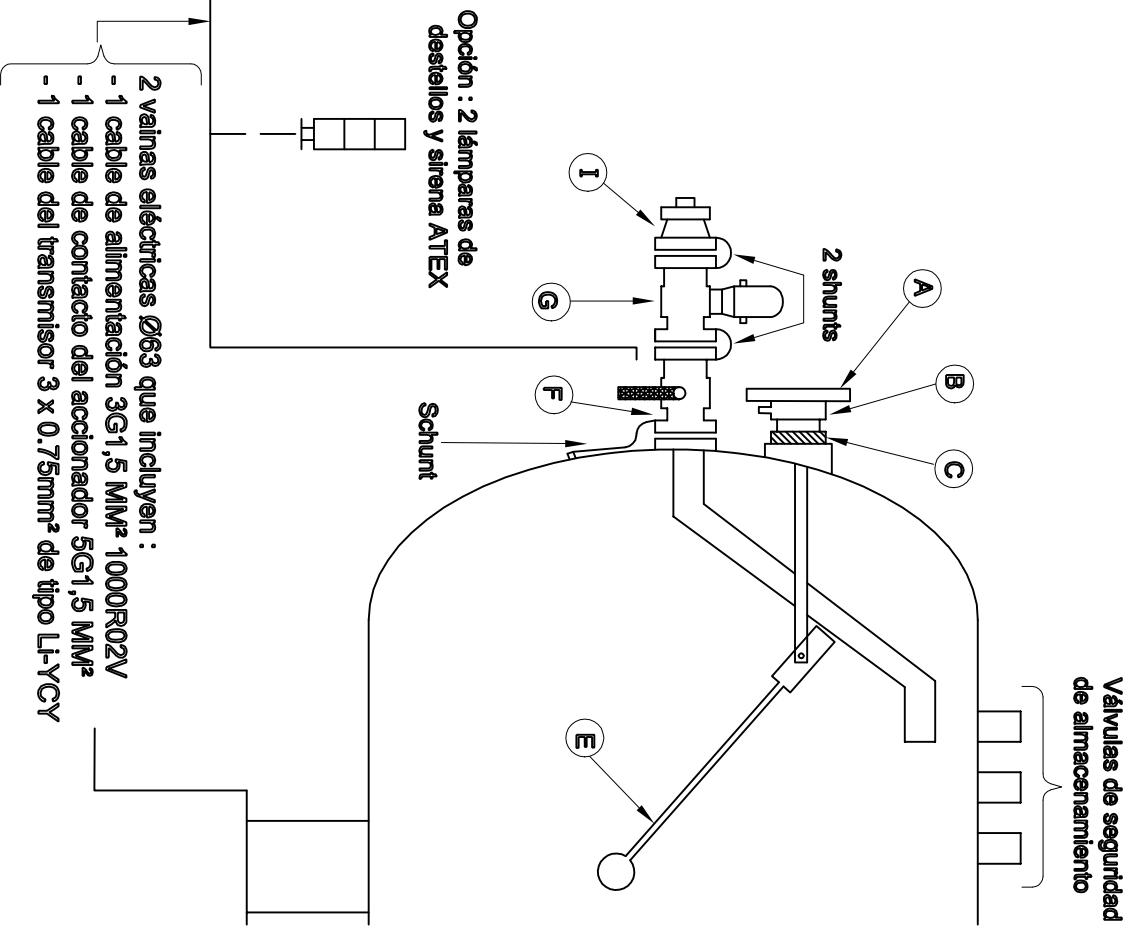 Válvulas de seguridad
de almacenamiento
A
B
C
2 shunts
I
G
F
E
Schunt
Opción : 2 lámparas de
destellos y sirena ATEX
2 vainas eléctricas Ø63 que incluyen :
- 1 cable de alimentación 3G1,5 MM² 1000R02V
- 1 cable de contacto del accionador 5G1,5 MM²
- 1 cable del transmisor 3 x 0.75mm² de tipo Li-YCY